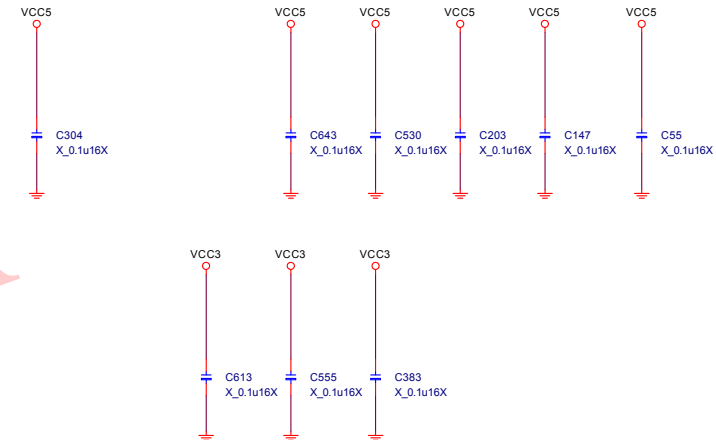 VCC5 VCC5 VCC5 VCC5 VCC5 VCC5
C304 C643 C530 C203 C147 C55
X_0.1u16X X_0.1u16X X_0.1u16X X_0.1u16X X_0.1u16X X_0.1u16X
VCC3 VCC3 VCC3
C613 C555 C383
X_0.1u16X X_0.1u16X X_0.1u16X